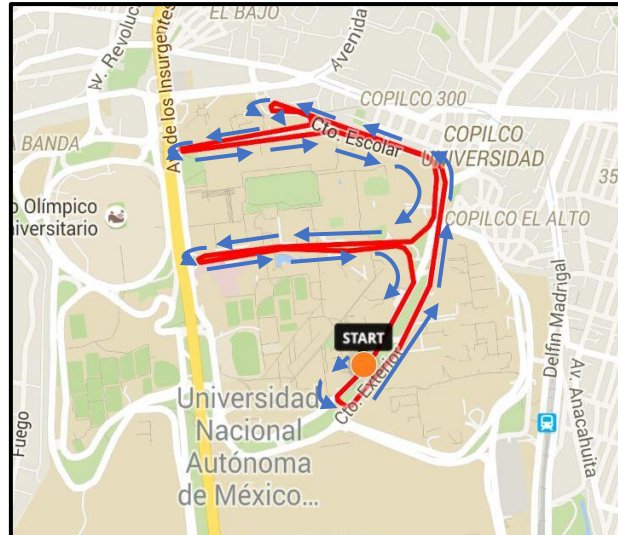 EL BAJO
Av. Revoluc
Avenida
Av. de los Insurgentes
COPILCO 300
A BANDA
Cto. Escolar
COPILCO
UNIVERSIDAD
35
o Olímpico
niversitario
COPILCO EL ALTO
START
Delfín Madrigal
Cto. Exterior
Av. Anacahuita
Universidad
Nacional
Autónoma
de México...
Fuego